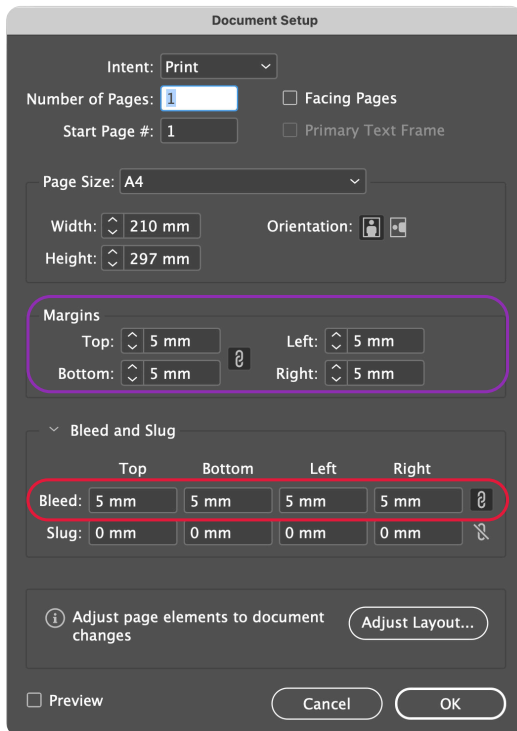 Document Setup
Intent: Print
Number of Pages: 1 Facing Pages
Start Page #: 1 Primary Text Frame
Page Size: A4
Width: 210 mm Orientation:
Height: 297 mm
Margins
Top: 5 mm Left: 5 mm
Bottom: 5 mm Right: 5 mm
Bleed and Slug
Top Bottom Left Right
Bleed: 5 mm 5 mm 5 mm 5 mm
Slug: 0 mm 0 mm 0 mm 0 mm
Adjust page elements to document Adjust Layout...
changes
Preview Cancel OK